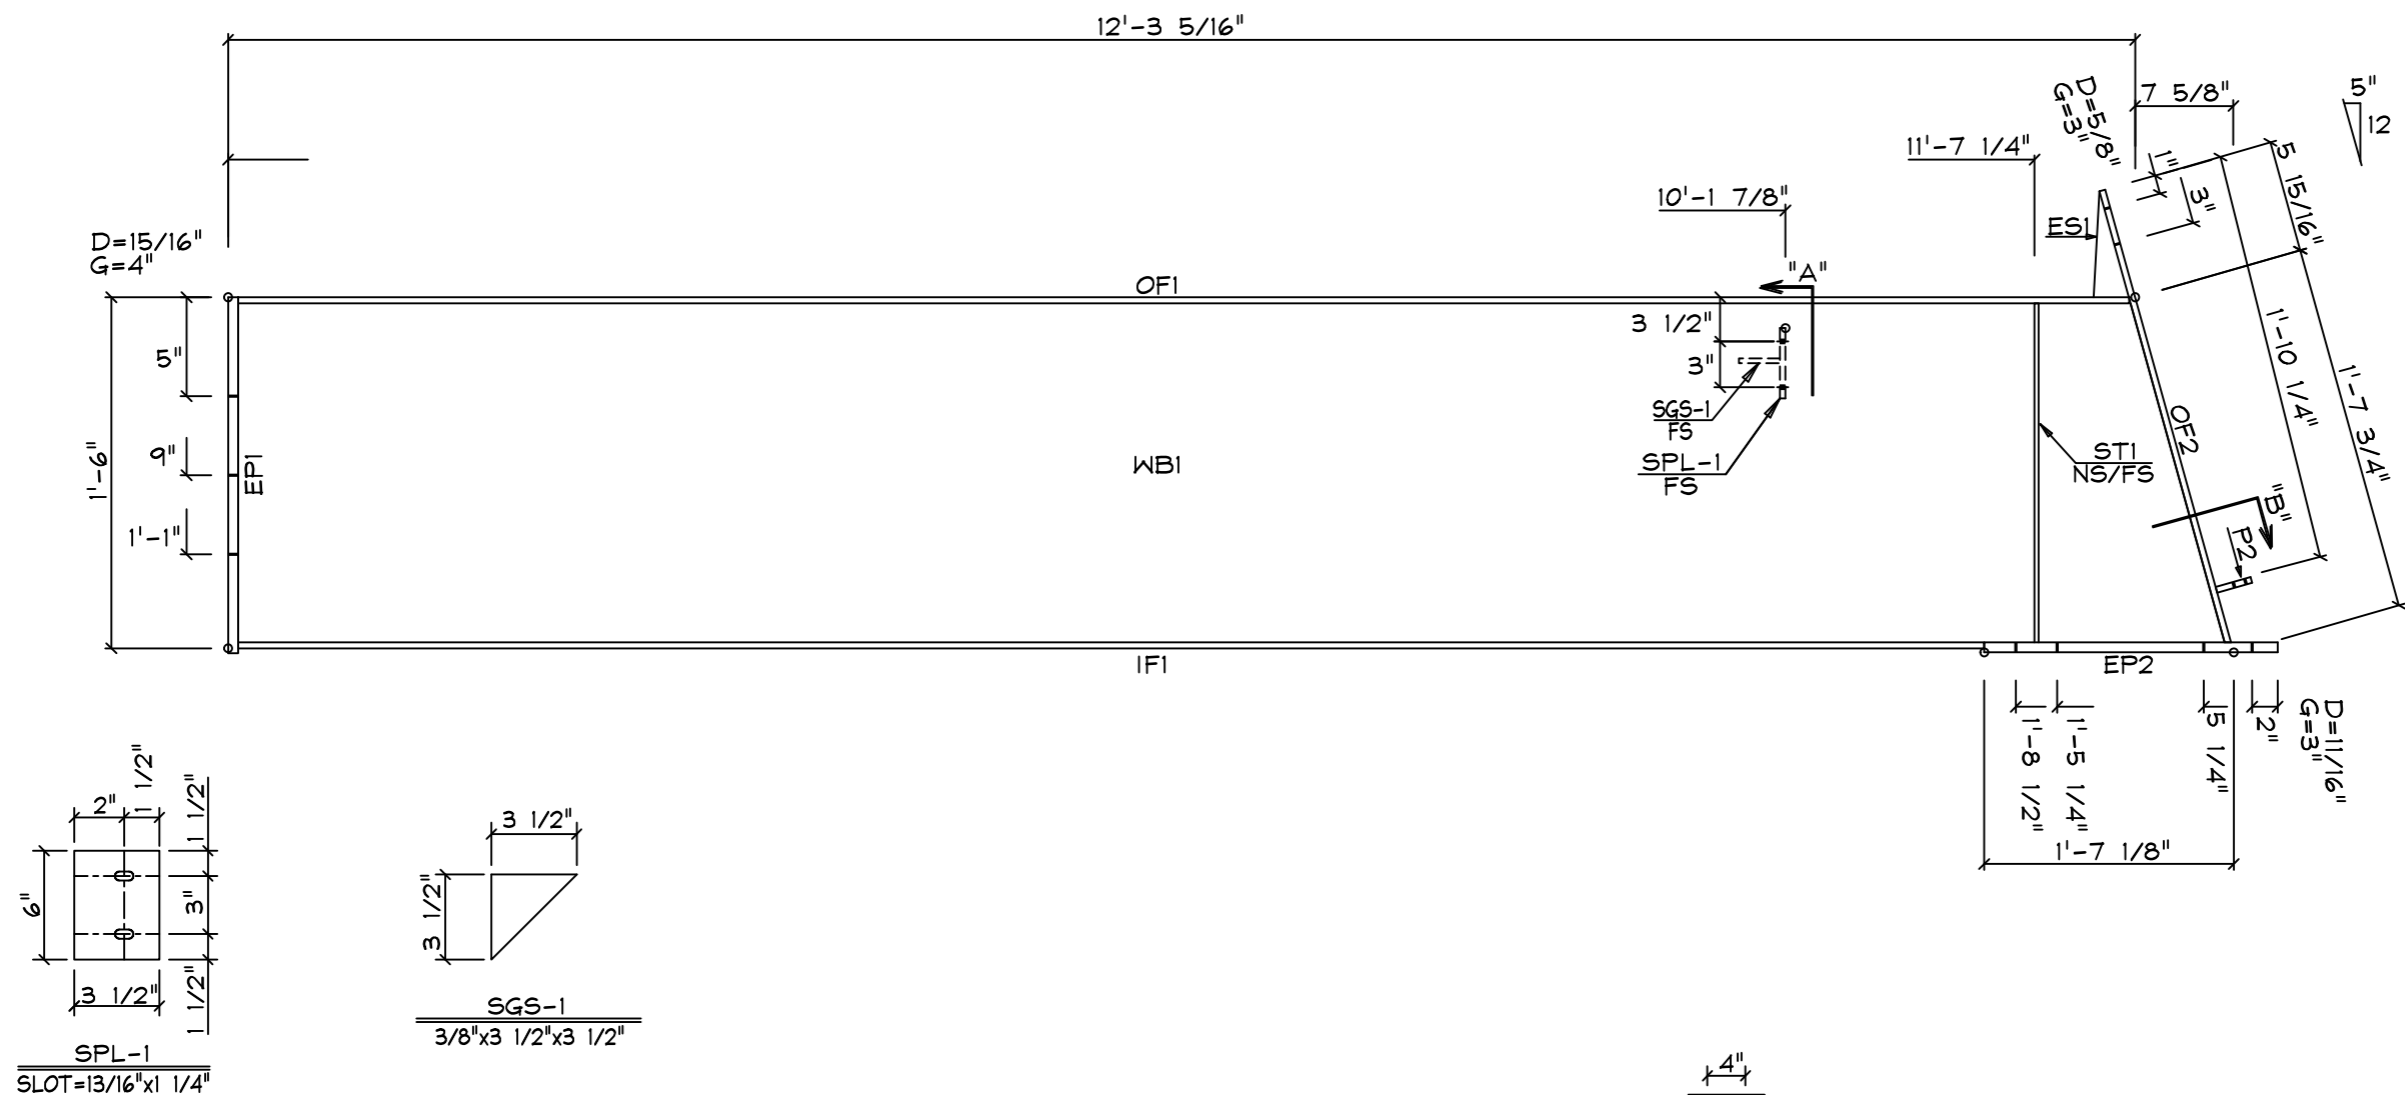 12'-3 5/16"
7 5/8"
5"
12
D=5/8"
G=3"
11'-7 1/4"
10'-1 7/8"
1"
3"
5 15/16"
ES1
D=15/16"
G=4"
OF1
"A"
3 1/2"
3"
5"
9"
1'-1"
1'-6"
EP1
WB1
SGS-1
FS
SPL-1
FS
ST1
NS/FS
OF2
1'-10 1/4"
1'-7 3/4"
"B"
P2
IF1
EP2
1'-8 1/2"
1'-5 1/4"
5 1/4"
2"
D=11/16"
G=3"
1'-7 1/8"
2"
1 1/2"
1 1/2"
6"
3"
3 1/2"
1 1/2"
SPL-1
SLOT=13/16"x1 1/4"
3 1/2"
3 1/2"
SGS-1
3/8"x3 1/2"x3 1/2"
4"